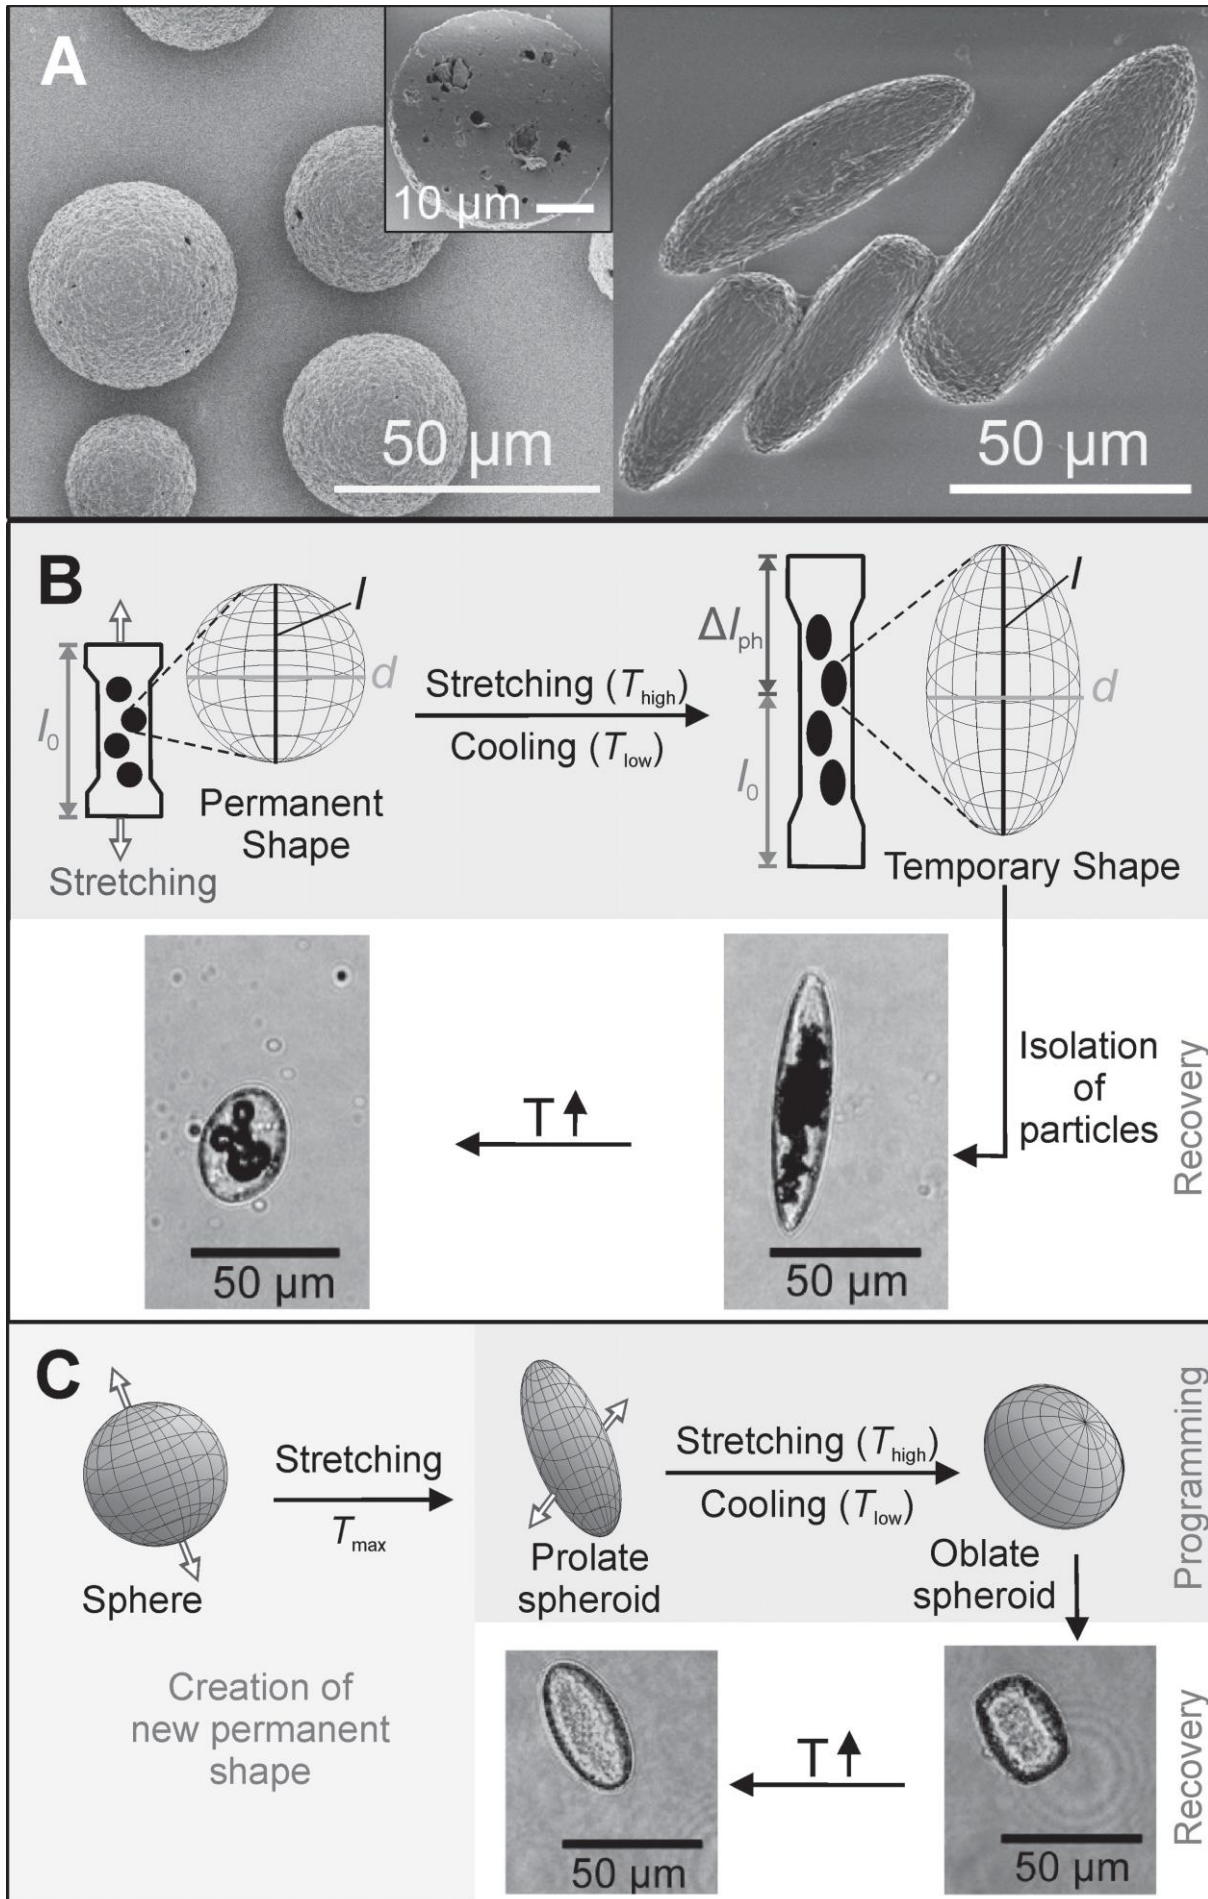 A
10 µm
50 µm
50 µm
B
l
d
l0
Permanent
Shape
Stretching
Stretching (Thigh)
Cooling (Tlow)
Δlph
l0
l
d
Temporary Shape
Isolation
of
particles
Recovery
T
50 µm
50 µm
C
Sphere
Stretching
Tmax
Creation of
new permanent
shape
Prolate
spheroid
Stretching (Thigh)
Cooling (Tlow)
Oblate
spheroid
Programming
T
50 µm
50 µm
Recovery